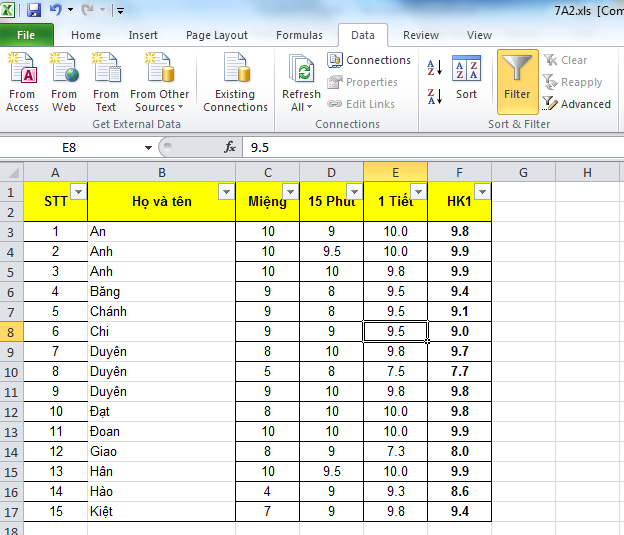 7A2.xls [Com
File Home Insert Page Layout Formulas Data Review View
From Access
From Web
From Text
From Other Sources
Existing Connections
Get External Data
Refresh All
Connections
Properties
Edit Links
Connections
A Z
Z A
A Z Z A
Sort
Filter
Clear
Reapply
Advanced
Sort & Filter
E8 fx 9.5
A B C D E F G H
1 STT Họ và tên Miệng 15 Phút 1 Tiết HK1
2
3 1 An 10 9 10.0 9.8
4 2 Anh 10 9.5 10.0 9.9
5 3 Anh 10 10 9.8 9.9
6 4 Băng 9 8 9.5 9.4
7 5 Chánh 9 8 9.5 9.1
8 6 Chi 9 9 9.5 9.0
9 7 Duyên 8 10 9.8 9.7
10 8 Duyên 5 8 7.5 7.7
11 9 Duyên 9 10 9.8 9.8
12 10 Đạt 8 10 10.0 9.8
13 11 Đoan 10 10 10.0 9.9
14 12 Giao 8 9 7.3 8.0
15 13 Hân 10 9.5 10.0 9.9
16 14 Hào 4 9 9.3 8.6
17 15 Kiệt 7 9 9.8 9.4
18